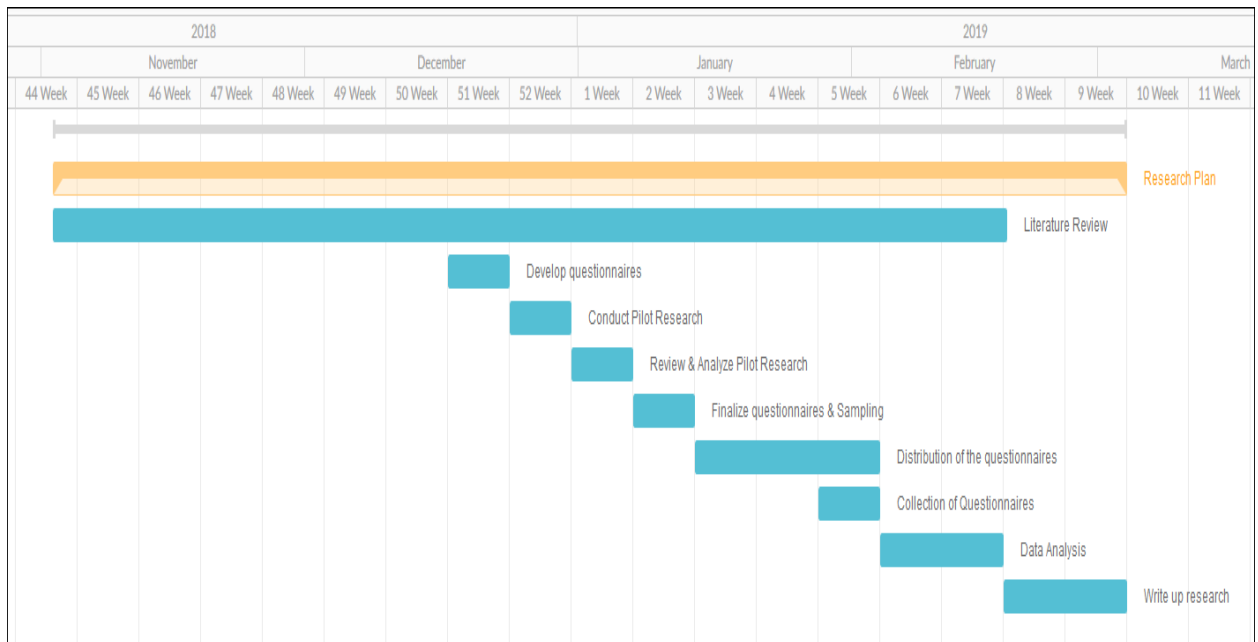 2018 2019
November December January February March
44 Week 45 Week 46 Week 47 Week 48 Week 49 Week 50 Week 51 Week 52 Week 1 Week 2 Week 3 Week 4 Week 5 Week 6 Week 7 Week 8 Week 9 Week 10 Week 11 Week
Research Plan
Literature Review
Develop questionnaires
Conduct Pilot Research
Review & Analyze Pilot Research
Finalize questionnaires & Sampling
Distribution of the questionnaires
Collection of Questionnaires
Data Analysis
Write up research